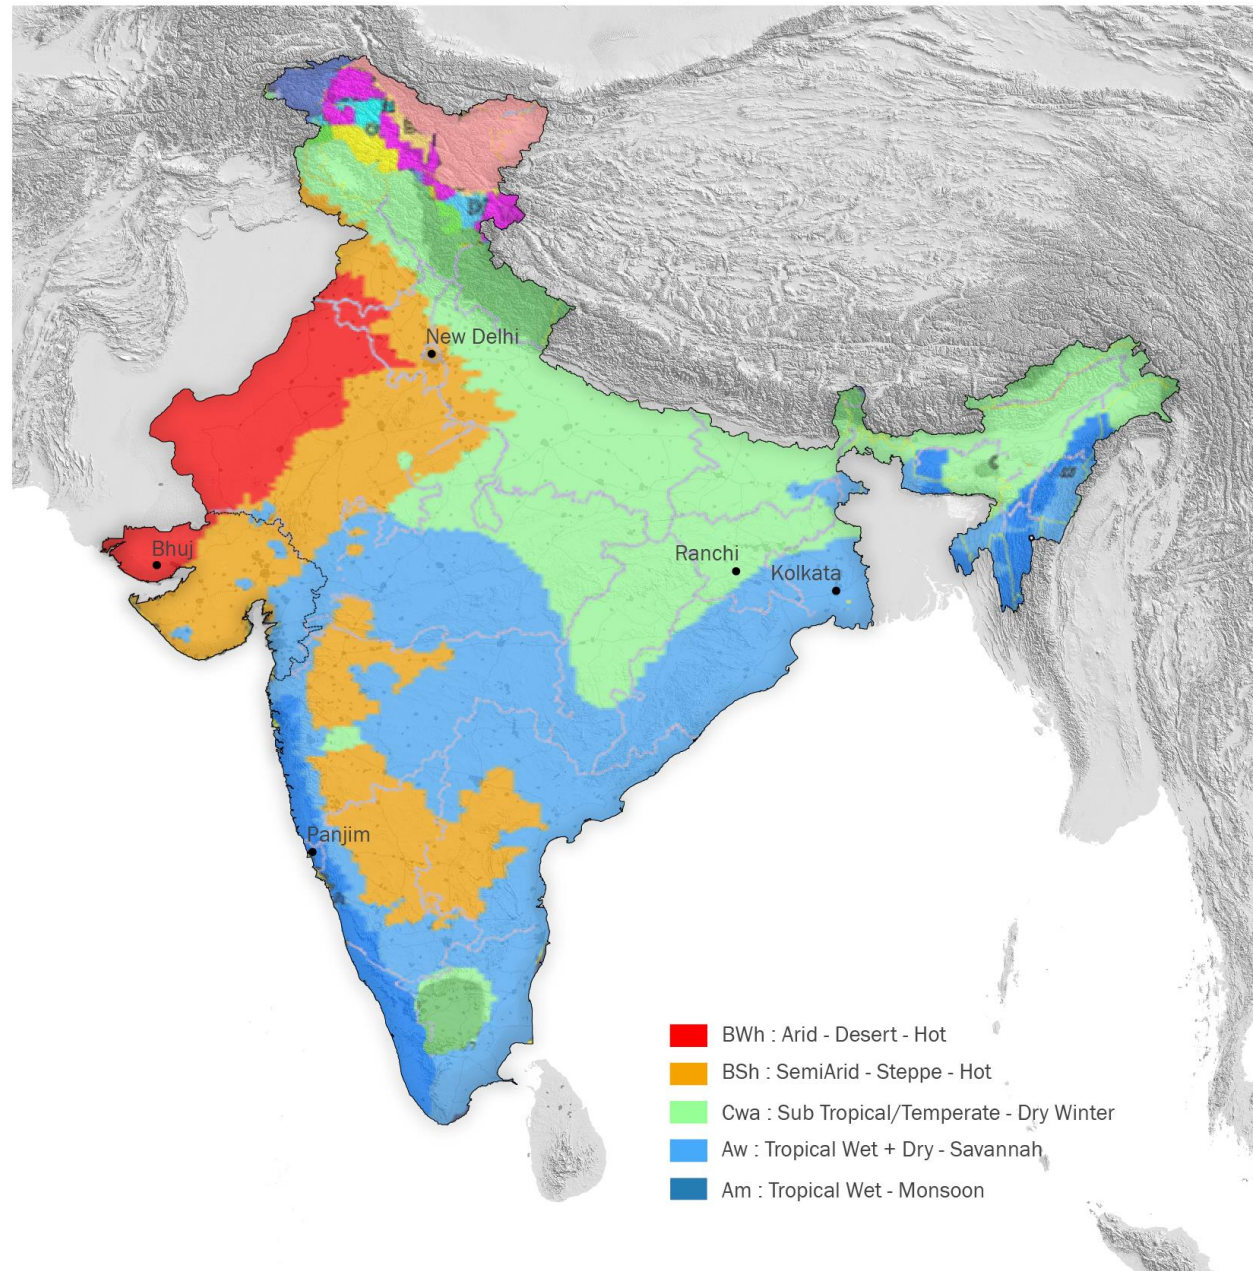 New Delhi
Bhuj
Ranchi
Kolkata
Panjim
BWh : Arid - Desert - Hot
BSh : SemiArid - Steppe - Hot
Cwa : Sub Tropical/Temperate - Dry Winter
Aw : Tropical Wet + Dry - Savannah
Am : Tropical Wet - Monsoon